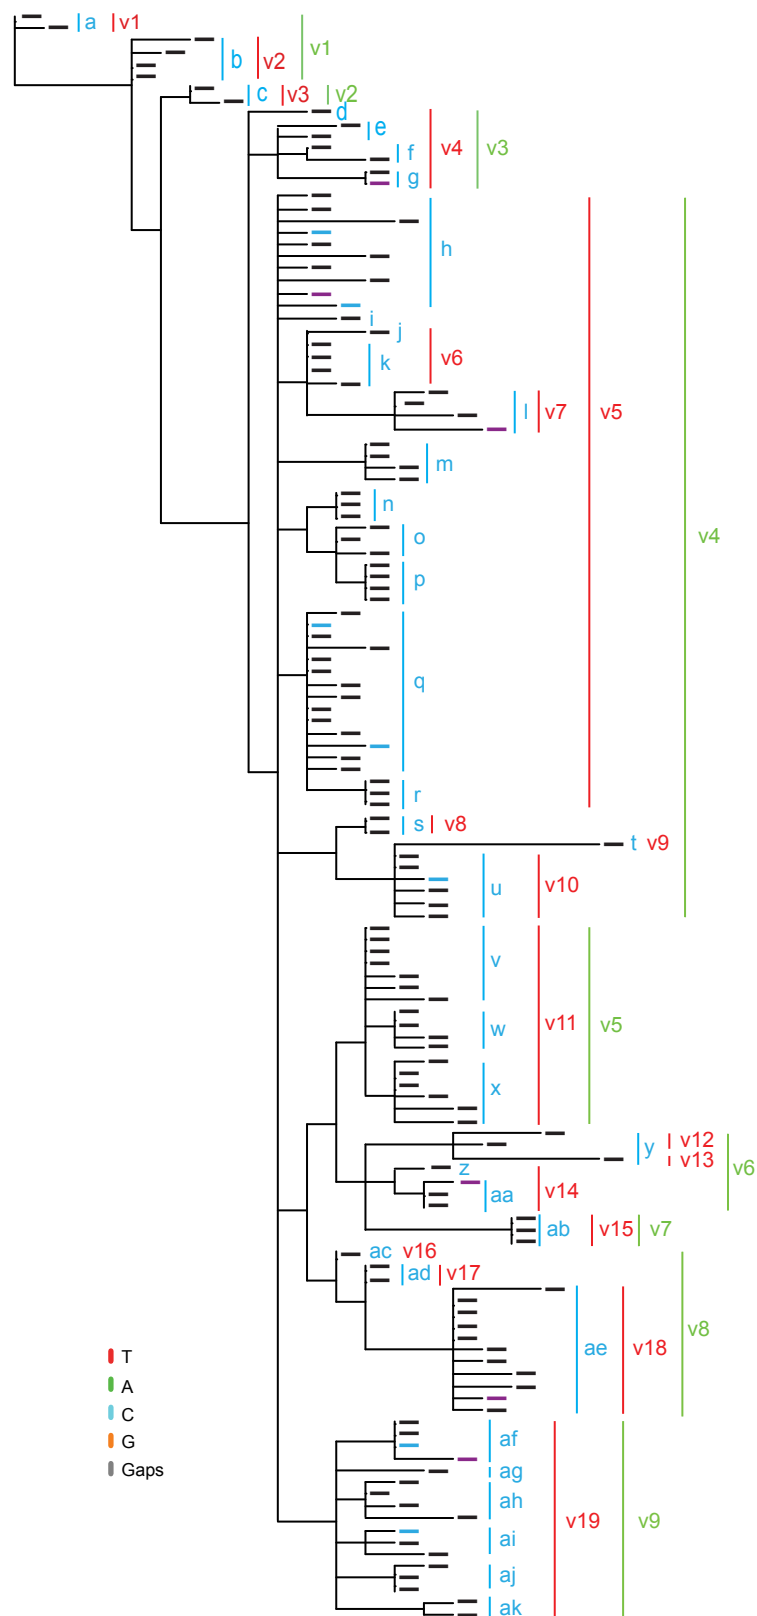 a v1
v1
b v2
c v3 v2
d
e
v4 v3
f
g
h
i
j
k v6
l v7 v5
m
n
v4
o
p
q
r
s v8
t v9
u v10
v
w v11 v5
x
y v12
v13
v6
z
aa v14
ab v15 v7
ac v16
ad v17
v8
ae v18
T
A
C
G
Gaps
af
ag
ah
v19 v9
ai
aj
ak